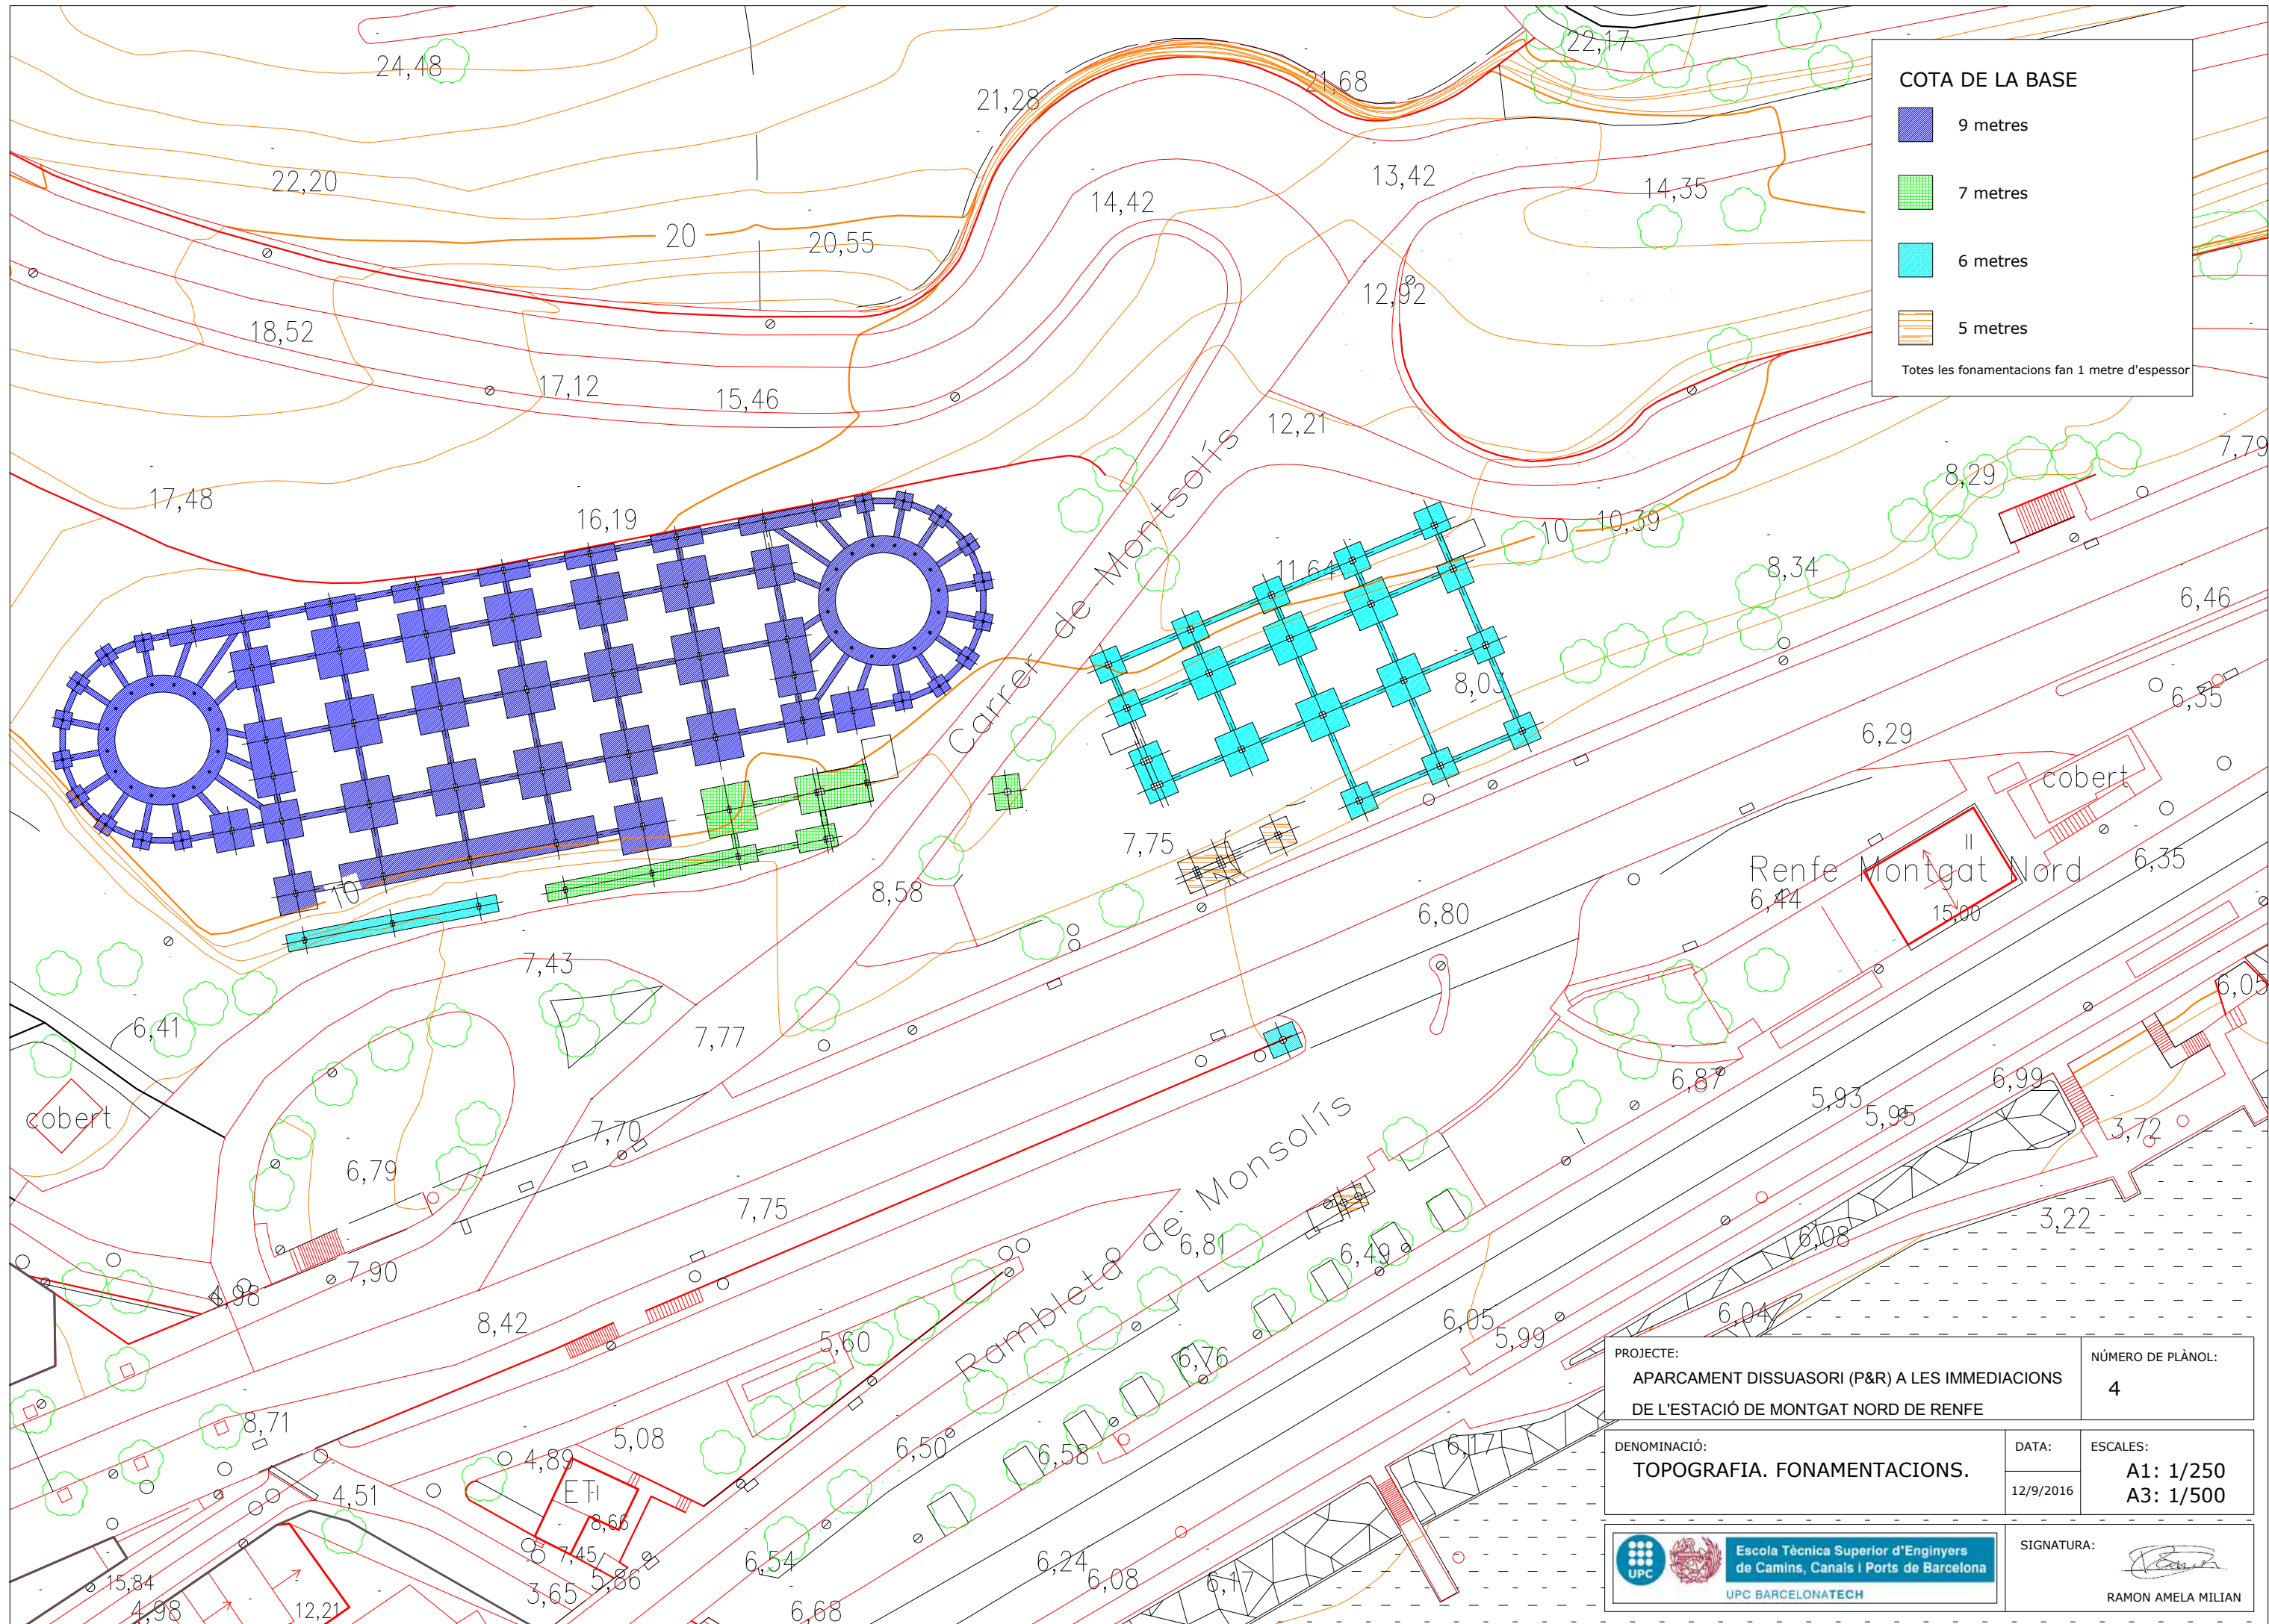 24,48
22,17
21,68
21,28
22,20
14,42
13,42
14,35
20
20,55
12,92
18,52
17,12
15,46
12,21
17,48
16,19
Carrer de Montsolís
11,64
10
10,39
8,29
7,79
8,34
6,46
8,03
6,35
6,29
cobert
7,75
Renfe Montgat Nord
II
6,35
6,44
15,00
10
8,58
6,80
7,43
6,41
7,77
6,05
6,87
6,99
5,93
5,95
3,72
cobert
7,70
6,79
7,75
Rambleta de Monsolís
6,81
6,49
3,22
6,08
7,90
4,98
8,42
5,60
6,05
5,99
6,04
6,76
8,71
5,08
6,50
6,58
6,17
4,89
ET
4,51
8,66
7,45
6,54
6,24
6,08
6,17
15,84
4,98
12,21
3,65
5,86
6,68
COTA DE LA BASE
9 metres
7 metres
6 metres
5 metres
Totes les fonamentacions fan 1 metre d'espessor
PROJECTE:
APARCAMENT DISSUASORI (P&R) A LES IMMEDIACIONS
DE L'ESTACIÓ DE MONTGAT NORD DE RENFE
NÚMERO DE PLÀNOL:
4
DENOMINACIÓ:
TOPOGRAFIA. FONAMENTACIONS.
DATA:
12/9/2016
ESCALES:
A1: 1/250
A3: 1/500
UPC
Escola Tècnica Superior d'Enginyers
de Camins, Canals i Ports de Barcelona
UPC BARCELONATECH
SIGNATURA:
RAMON AMELA MILIAN